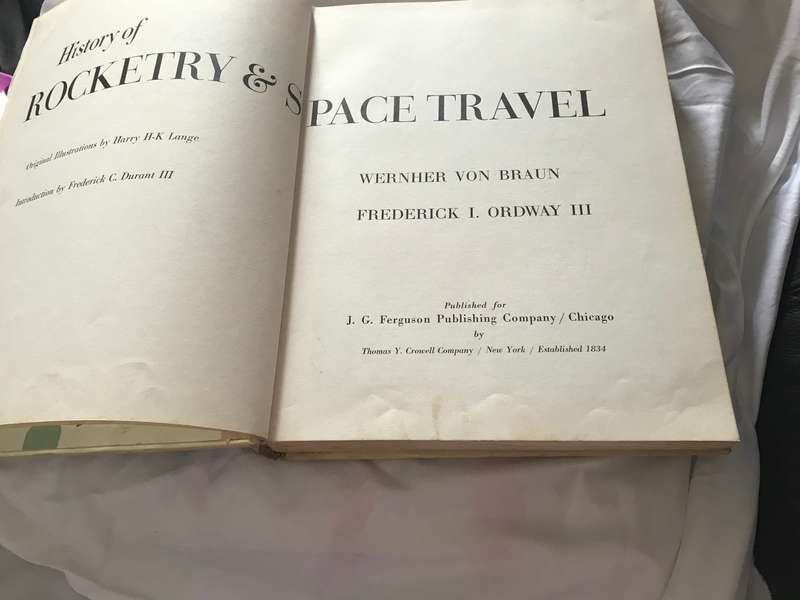 History of
ROCKETRY & SPACE TRAVEL
Original Illustrations by Harry H-K Lange
Introduction by Frederick C. Durant III
WERNHER VON BRAUN
FREDERICK I. ORDWAY III
Published for
J. G. Ferguson Publishing Company / Chicago
by
Thomas Y. Crowell Company / New York / Established 1834